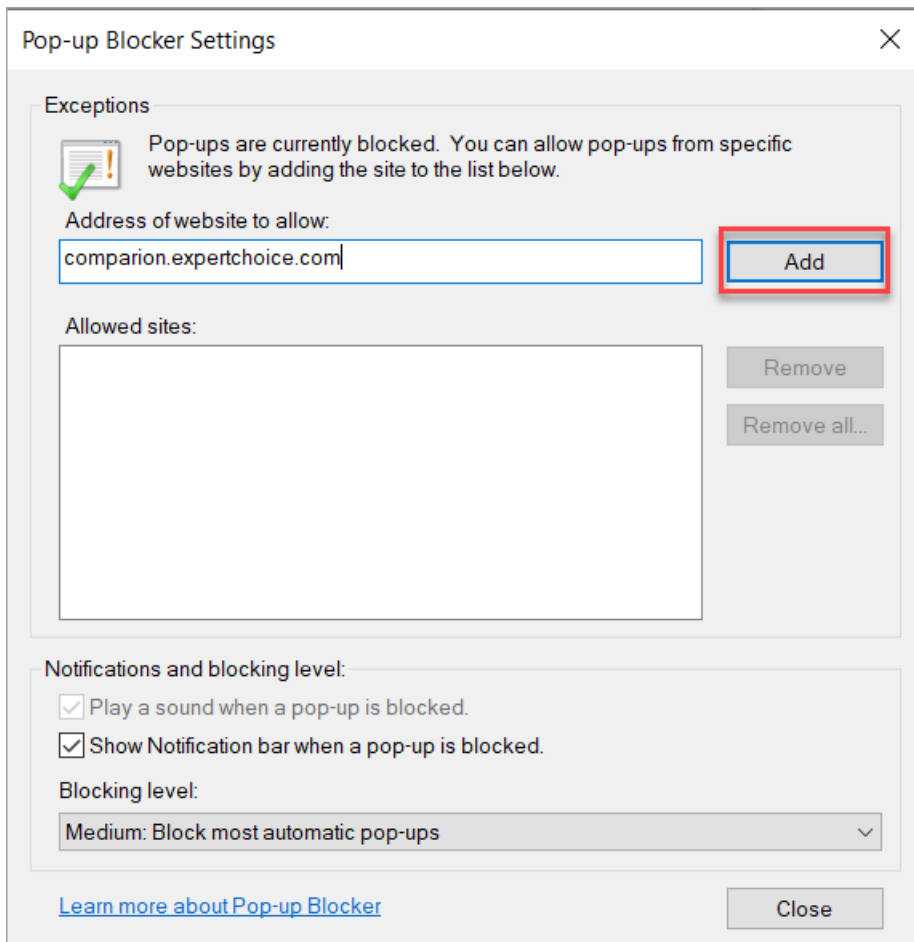 Pop-up Blocker Settings
Exceptions
Pop-ups are currently blocked.  You can allow pop-ups from specific
websites by adding the site to the list below.
Address of website to allow:
comparion.expertchoice.com
Add
Allowed sites:
Remove
Remove all...
Notifications and blocking level:
Play a sound when a pop-up is blocked.
Show Notification bar when a pop-up is blocked.
Blocking level:
Medium: Block most automatic pop-ups
Learn more about Pop-up Blocker
Close